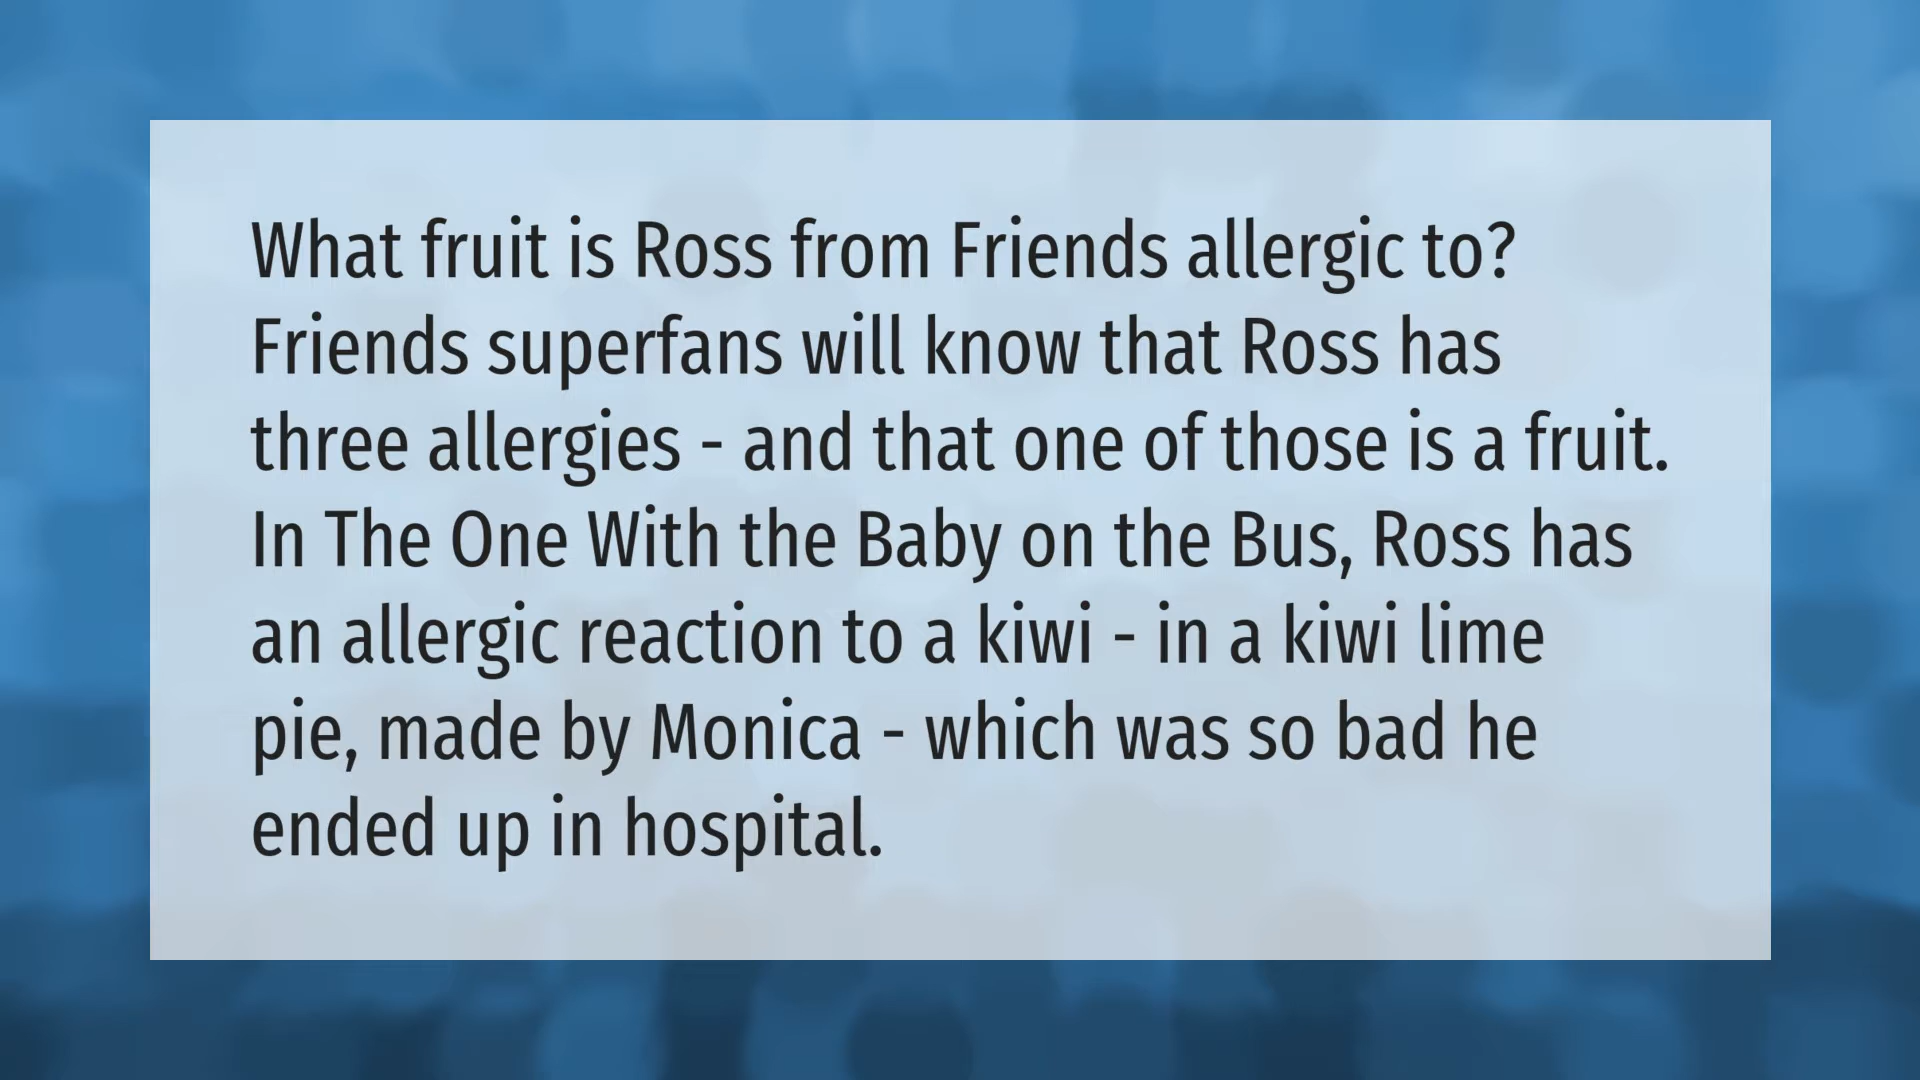 What fruit is Ross from Friends allergic to?
Friends superfans will know that Ross has
three allergies - and that one of those is a fruit.
In The One With the Baby on the Bus, Ross has
an allergic reaction to a kiwi - in a kiwi lime
pie, made by Monica - which was so bad he
ended up in hospital.